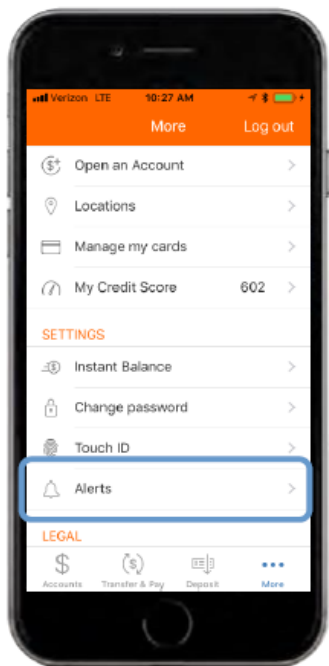 Verizon LTE 10:27 AM
More Log out
Open an Account
Locations
Manage my cards
My Credit Score 602
SETTINGS
Instant Balance
Change password
Touch ID
Alerts
LEGAL
Accounts Transfer & Pay Deposit More